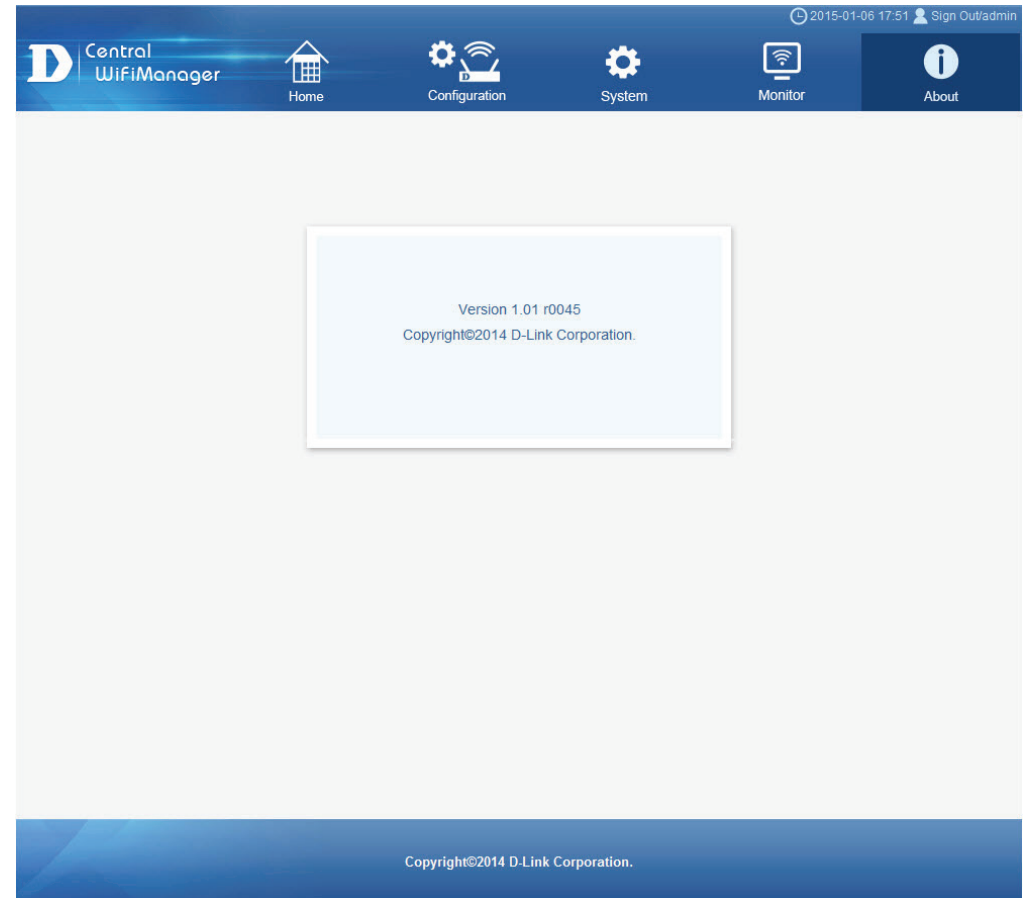 2015-01-06 17:51 Sign Out/admin
D Central
WiFiManager
Home
Configuration
D
System
Monitor
About
Version 1.01 r0045
Copyright©2014 D-Link Corporation.
Copyright©2014 D-Link Corporation.